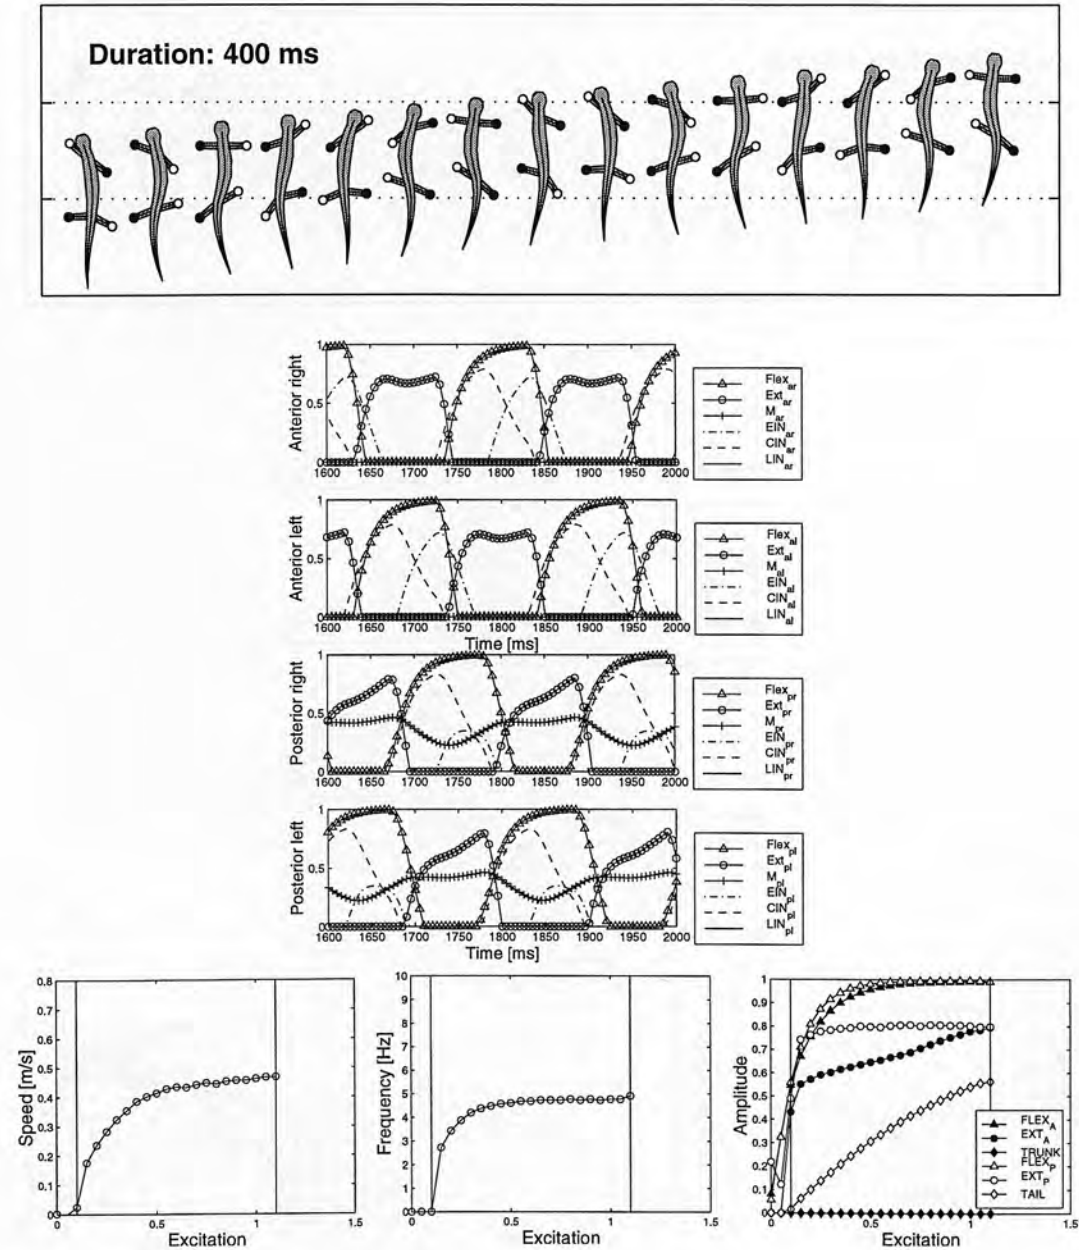 Duration: 400 ms
Anterior right
1
0.5
0
1600 1650 1700 1750 1800 1850 1900 1950 2000
Flex_ar
Ext_ar
M_ar
EIN_ar
CIN_ar
LIN_ar
Anterior left
1
0.5
0
1600 1650 1700 1750 1800 1850 1900 1950 2000
Time [ms]
Flex_al
Ext_al
M_al
EIN_al
CIN_al
LIN_al
Posterior right
1
0.5
0
1600 1650 1700 1750 1800 1850 1900 1950 2000
Flex_pr
Ext_pr
M_pr
EIN_pr
CIN_pr
LIN_pr
Posterior left
1
0.5
0
1600 1650 1700 1750 1800 1850 1900 1950 2000
Time [ms]
Flex_pl
Ext_pl
M_pl
EIN_pl
CIN_pl
LIN_pl
Speed [m/s]
0.8
0.7
0.6
0.5
0.4
0.3
0.2
0.1
0
0 0.5 1 1.5
Excitation
Frequency [Hz]
10
9
8
7
6
5
4
3
2
1
0
0 0.5 1 1.5
Excitation
Amplitude
1
0.9
0.8
0.7
0.6
0.5
0.4
0.3
0.2
0.1
0
0 0.5 1 1.5
Excitation
FLEX_A
EXT_A
TRUNK
FLEX_P
EXT_P
TAIL